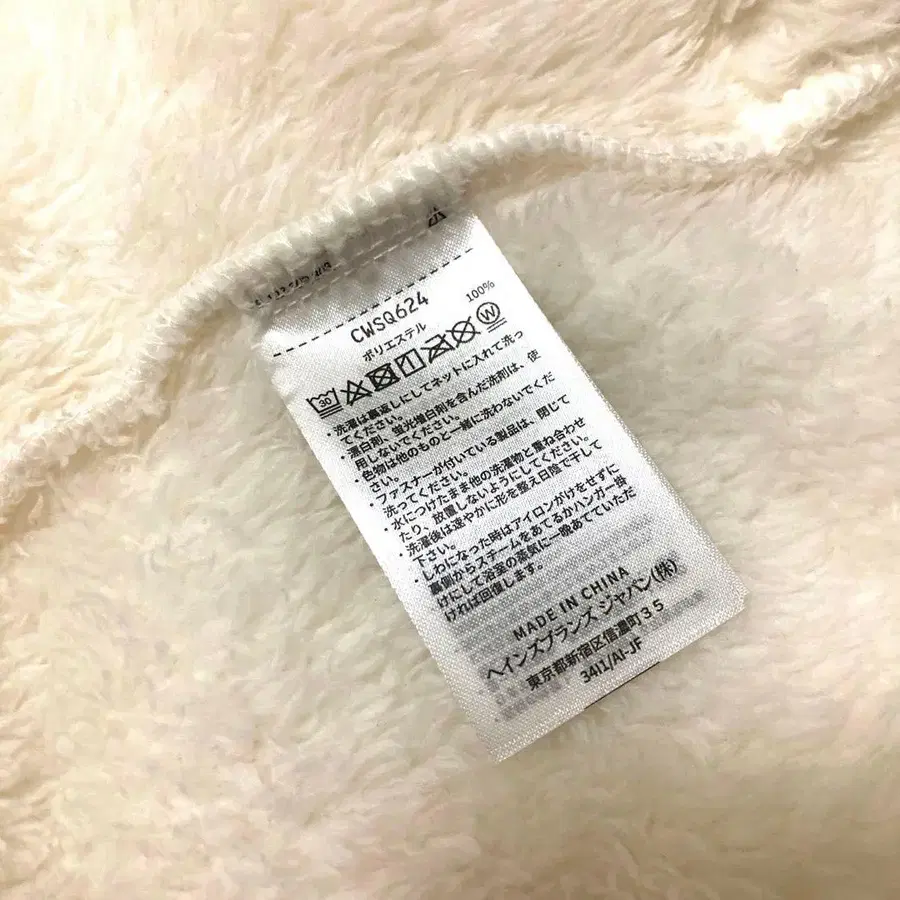 CWSQ624
ポリエステル 100%
30 W
・洗濯は裏返しにしてネットに入れて洗っ
てください。
・漂白剤、蛍光増白剤を含んだ洗剤は、使
用しないでください。
・色物は他のものと一緒に洗わないでくだ
さい。
・ファスナーが付いている製品は、閉じて
洗ってください。
・水につけたまま他の洗濯物と重ね合わせ
たり、放置しないようにしてください。
・洗濯後は速やかに形を整え日陰で干して
下さい。
・しわになった時はアイロンがけをせずに
裏側からスチームをあてるかハンガー掛
けにして浴室の蒸気に一晩あてていただ
ければ回復します。
MADE IN CHINA
ヘインズブランズ ジャパン(株)
東京都新宿区信濃町35
34I1/AI-JF